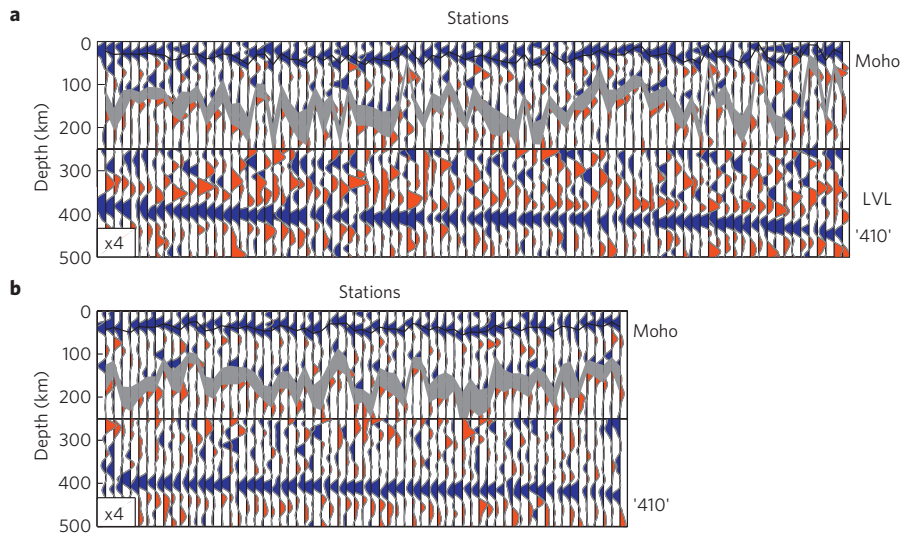 a
Stations
0
100
200
300
400
500
Depth (km)
Moho
LVL
'410'
x4
b
Stations
0
100
200
300
400
500
Depth (km)
Moho
'410'
x4